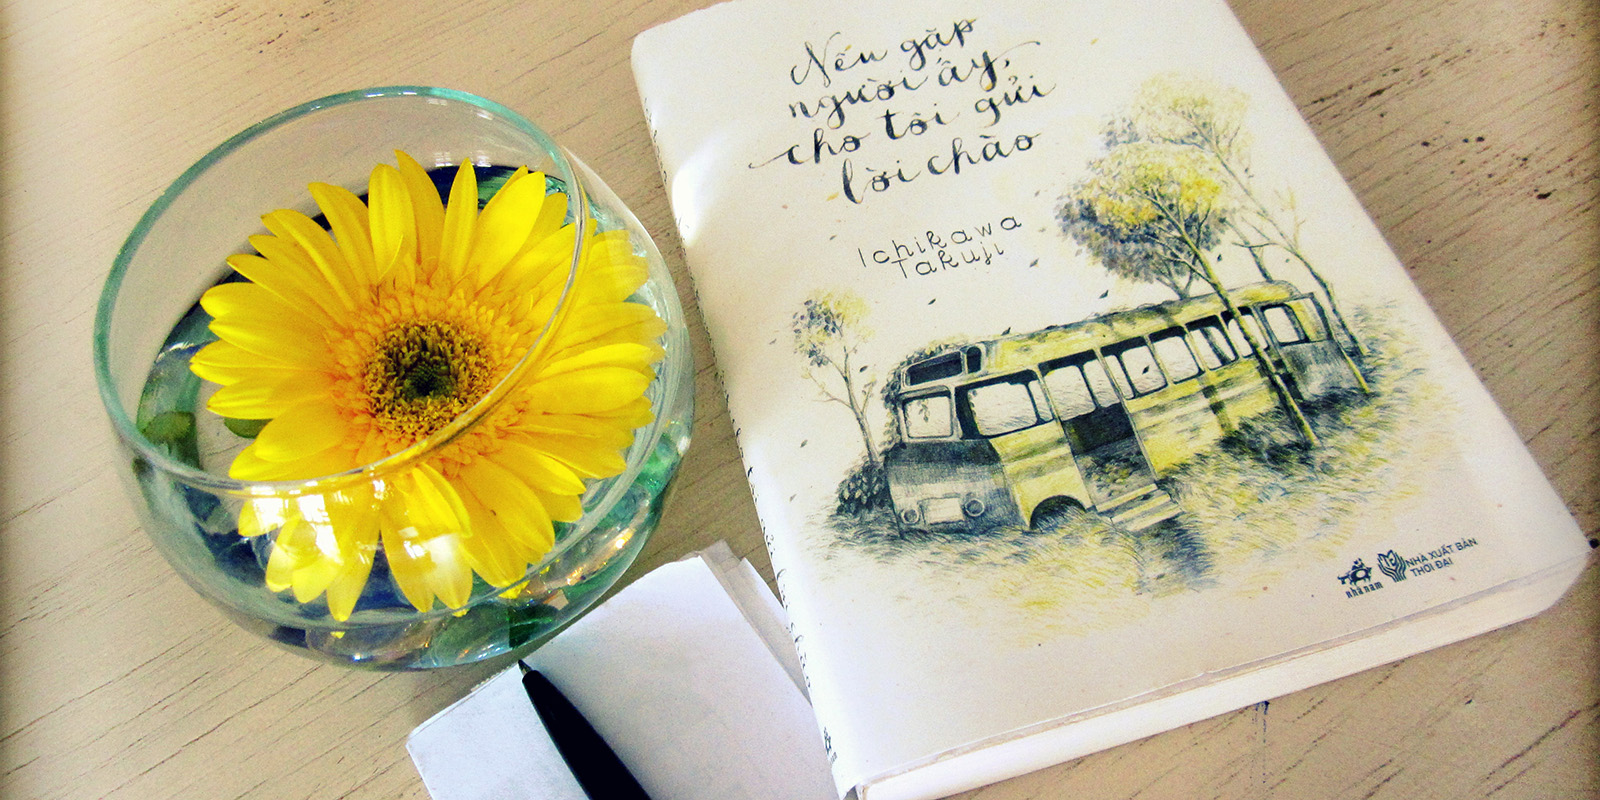 Nếu gặp
người ấy,
cho tôi gửi
lời chào
Ichikawa
Takuji
nhã nam
NHÀ XUẤT BẢN
THỜI ĐẠI